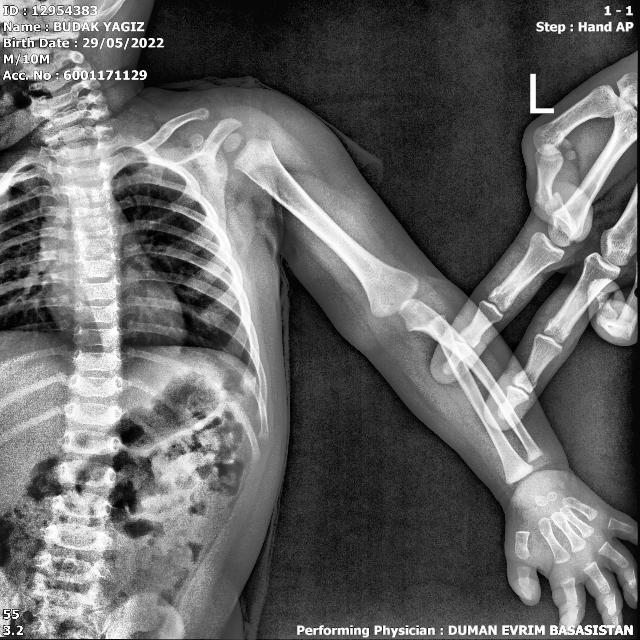 ID : 12954383
Name : BUDAK YAGIZ
Birth Date : 29/05/2022
M/10M
Acc. No : 6001171129
1 - 1
Step : Hand AP
L
55
3.2
Performing Physician : DUMAN EVRIM BASASISTAN